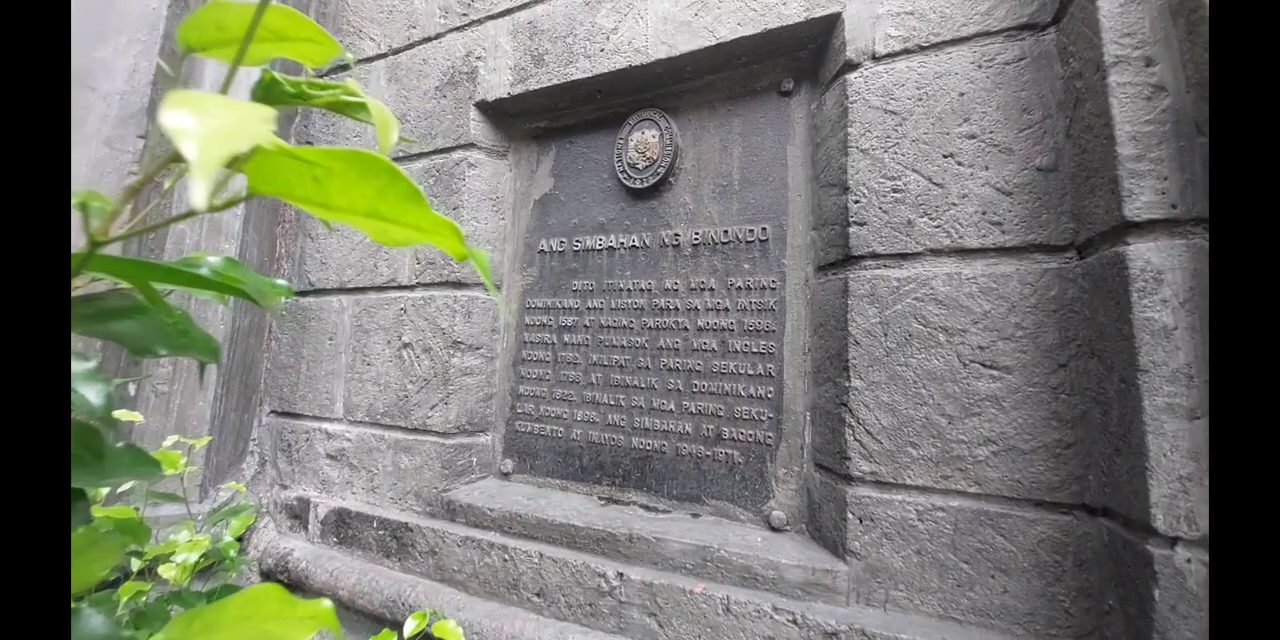 ANG SIMBAHAN NG BINONDO
DITO ITINATAG NG MGA PARING
DOMINIKANO ANG MISYON PARA SA MGA INTSIK
NOONG 1587 AT NAGING PAROKYA NOONG 1596.
NASIRA NANG PUMASOK ANG MGA INGLES
NOONG 1762. INILIPAT SA PARING SEKULAR
NOONG 1768 AT IBINALIK SA DOMINIKANO
NOONG 1822. IBINALIK SA MGA PARING SEKU-
LAR NOONG 1898. ANG SIMBAHAN AT BAGONG
KUMBENTO AY INAYOS NOONG 1946-1971.